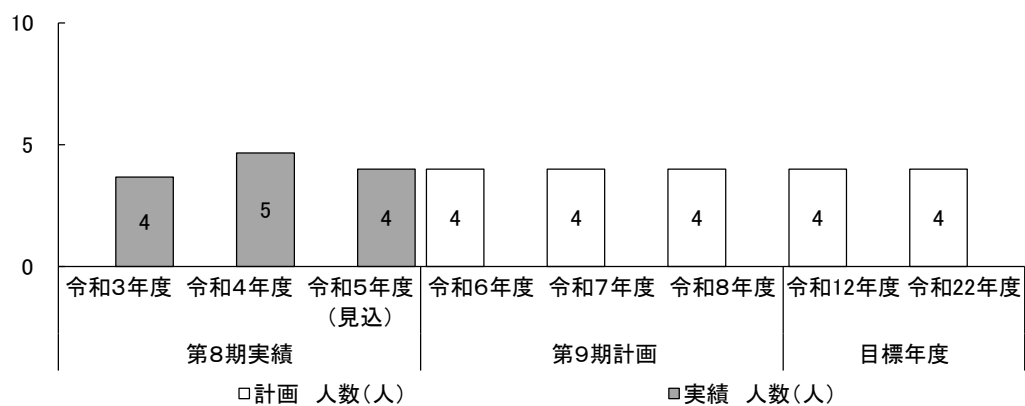 10
5
0
4
5
4
4
4
4
4
4
令和3年度 令和4年度 令和5年度 令和6年度 令和7年度 令和8年度 令和12年度 令和22年度
（見込）
第8期実績 第9期計画 目標年度
計画 人数（人） 実績 人数（人）